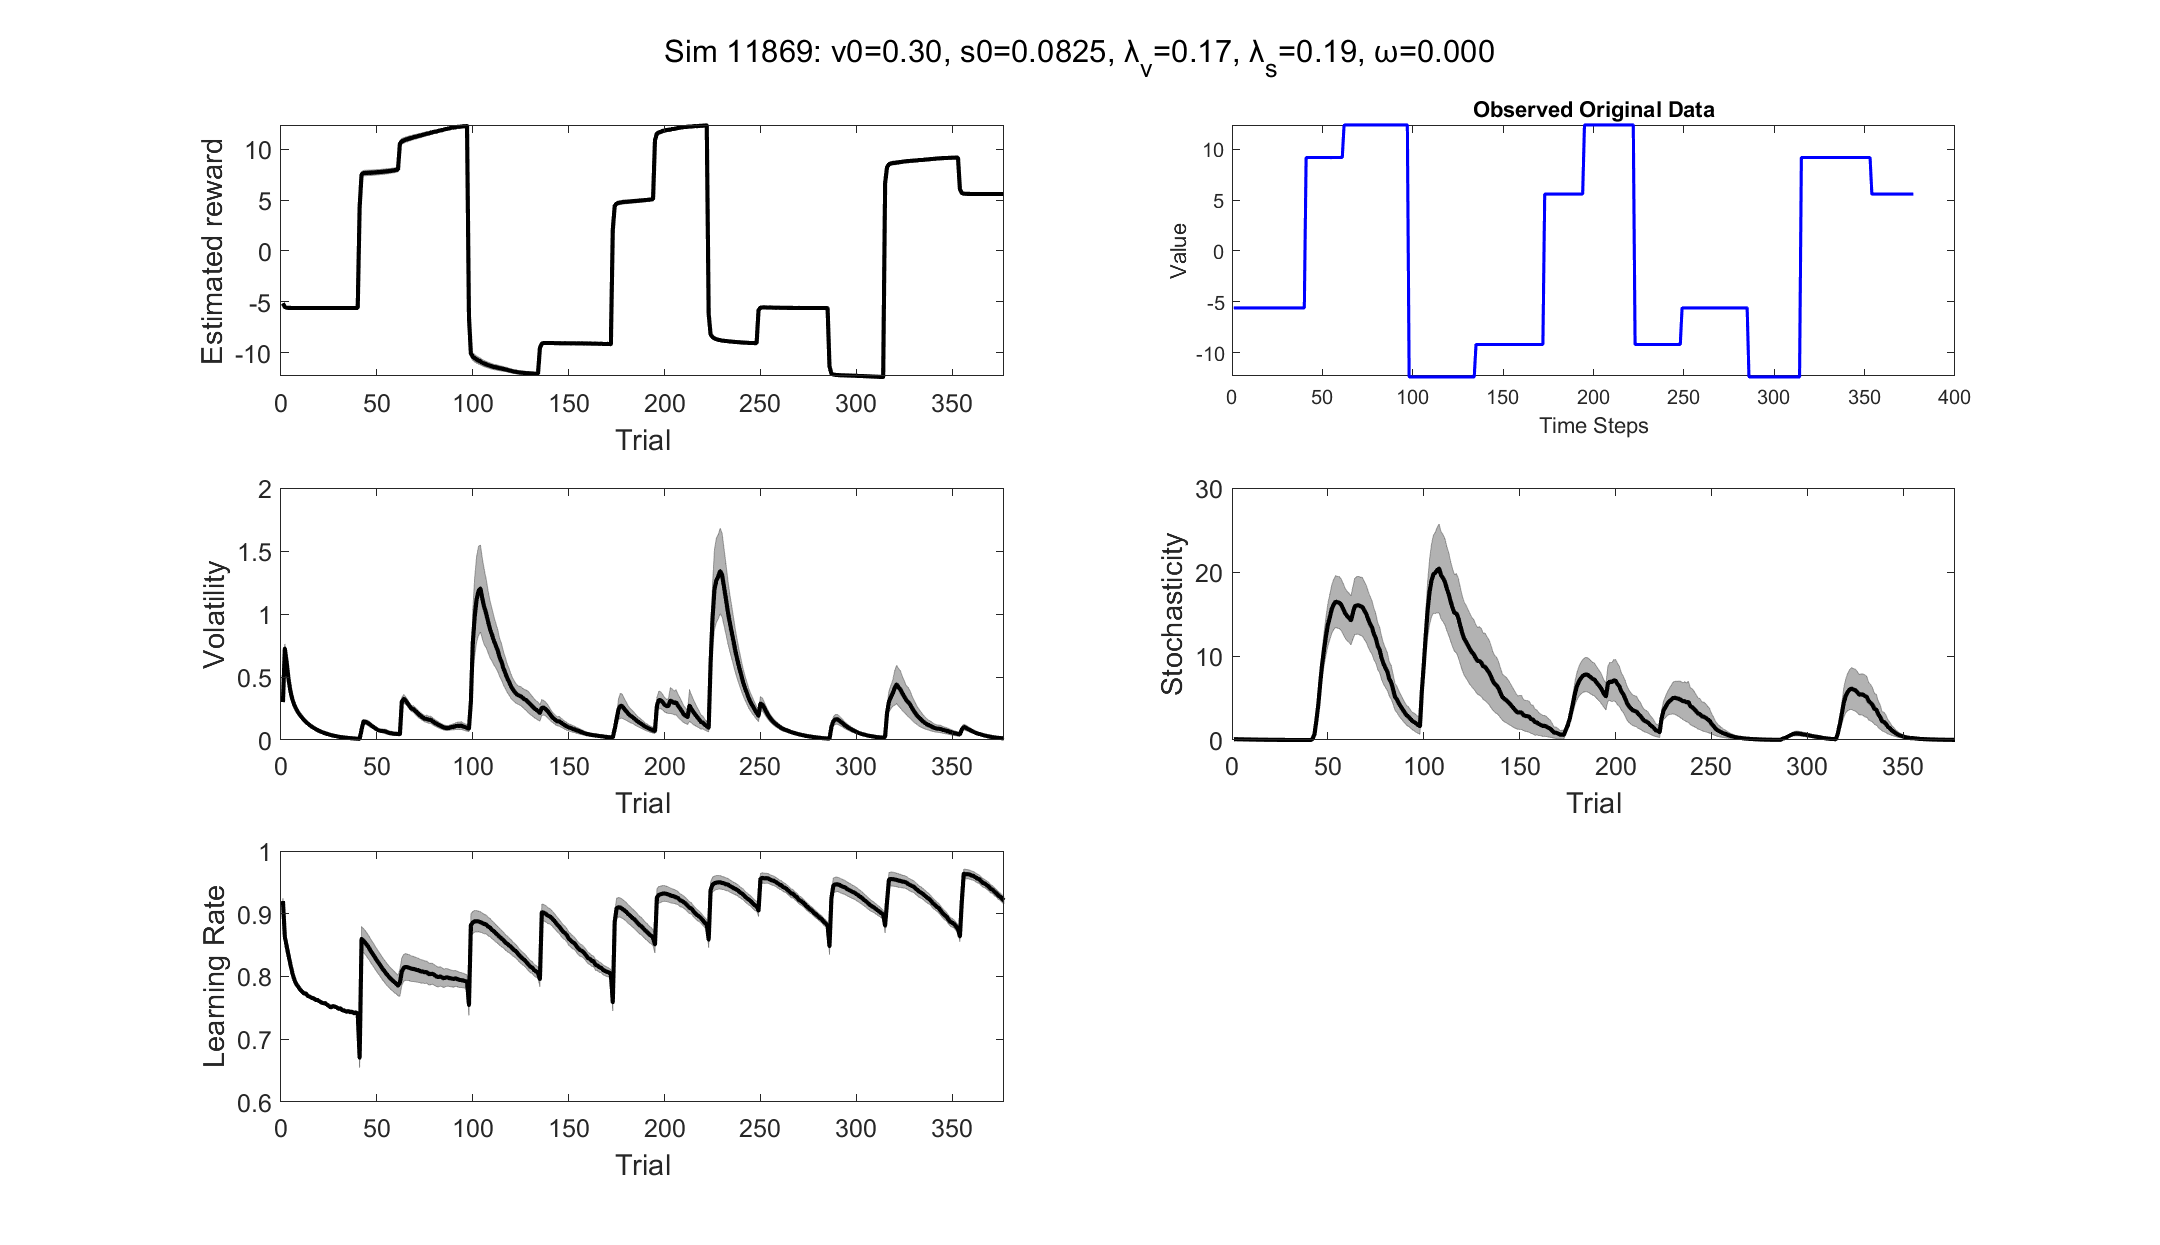 Sim 11869: v0=0.30, s0=0.0825, λ_v=0.17, λ_s=0.19, ω=0.000
Estimated reward
10
5
0
-5
-10
0 50 100 150 200 250 300 350
Trial
Observed Original Data
Value
10
5
0
-5
-10
0 50 100 150 200 250 300 350 400
Time Steps
Volatility
2
1.5
1
0.5
0
0 50 100 150 200 250 300 350
Trial
Stochasticity
30
20
10
0
0 50 100 150 200 250 300 350
Trial
Learning Rate
1
0.9
0.8
0.7
0.6
0 50 100 150 200 250 300 350
Trial